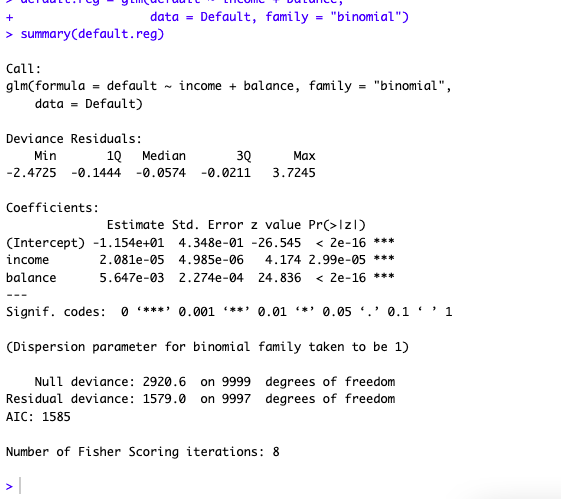 > default.reg = glm(default ~ income + balance,
+                   data = Default, family = "binomial")
> summary(default.reg)
Call:
glm(formula = default ~ income + balance, family = "binomial",
    data = Default)
Deviance Residuals:
    Min       1Q   Median       3Q      Max
-2.4725  -0.1444  -0.0574  -0.0211   3.7245
Coefficients:
              Estimate Std. Error z value Pr(>|z|)
(Intercept) -1.154e+01  4.348e-01 -26.545  < 2e-16 ***
income       2.081e-05  4.985e-06   4.174 2.99e-05 ***
balance      5.647e-03  2.274e-04  24.836  < 2e-16 ***
---
Signif. codes:  0 ‘***’ 0.001 ‘**’ 0.01 ‘*’ 0.05 ‘.’ 0.1 ‘ ’ 1
(Dispersion parameter for binomial family taken to be 1)
    Null deviance: 2920.6  on 9999  degrees of freedom
Residual deviance: 1579.0  on 9997  degrees of freedom
AIC: 1585
Number of Fisher Scoring iterations: 8
>